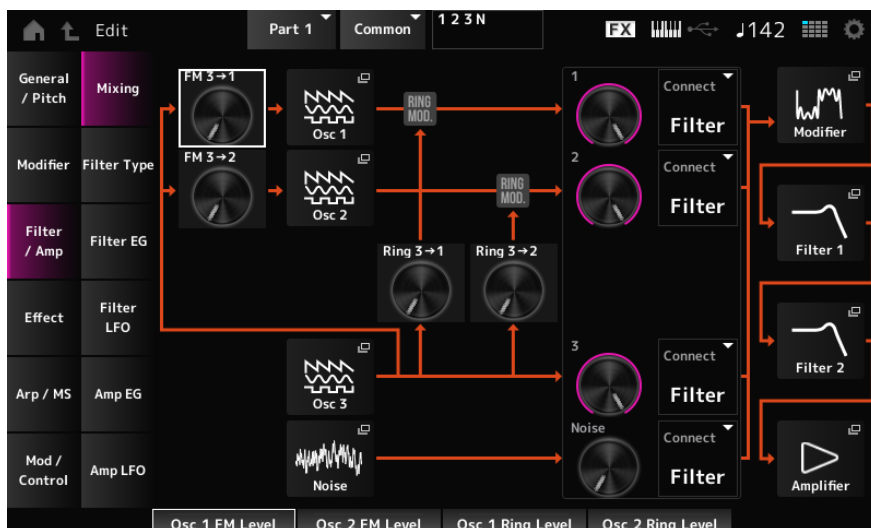 Edit
Part 1
Common
1 2 3 N
FX
♩142
General
/ Pitch
Mixing
Modifier
Filter Type
Filter
/ Amp
Filter EG
Effect
Filter
LFO
Arp / MS
Amp EG
Mod /
Control
Amp LFO
FM 3→1
Osc 1
RING
MOD.
1
Connect
Filter
Modifier
FM 3→2
Osc 2
RING
MOD.
2
Connect
Filter
Filter 1
Ring 3→1
Ring 3→2
Osc 3
3
Connect
Filter
Filter 2
Noise
Noise
Connect
Filter
Amplifier
Osc 1 FM Level
Osc 2 FM Level
Osc 1 Ring Level
Osc 2 Ring Level